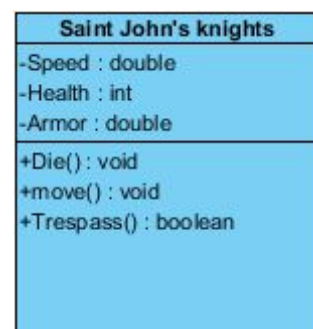 Saint John's knights
-Speed : double
-Health : int
-Armor : double
+Die() : void
+move() : void
+Trespass() : boolean